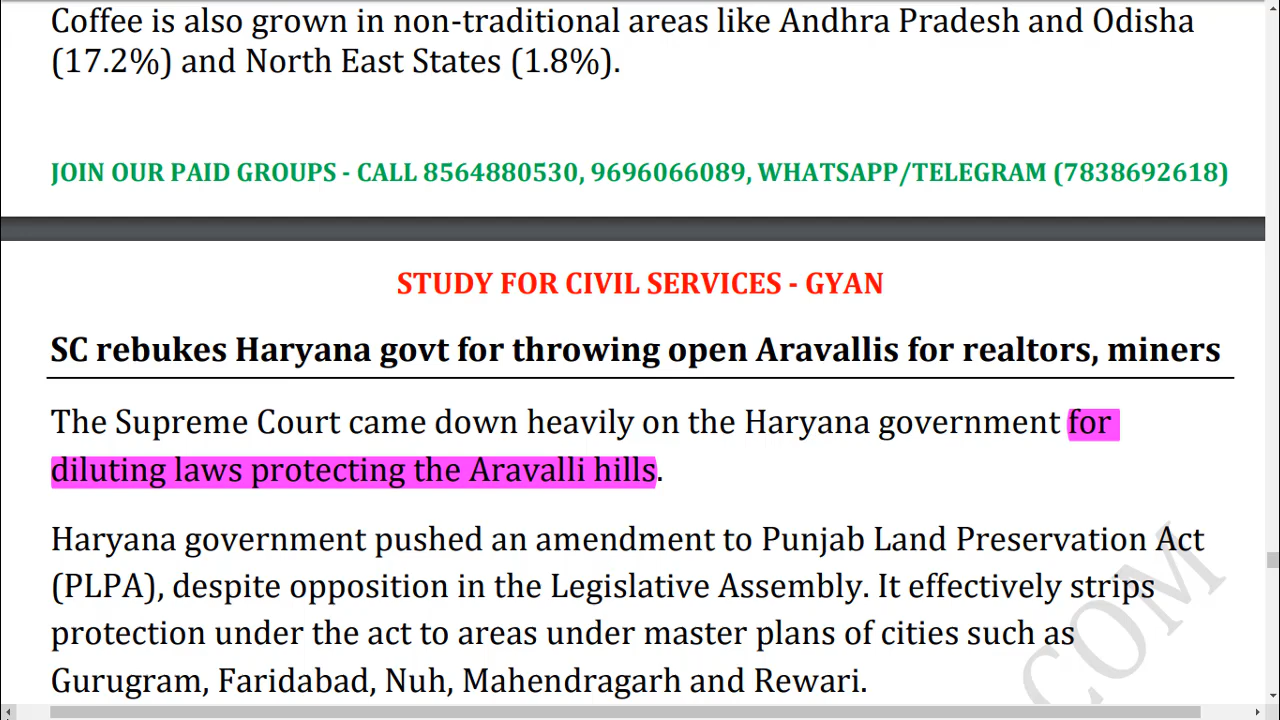 Coffee is also grown in non-traditional areas like Andhra Pradesh and Odisha
(17.2%) and North East States (1.8%).
JOIN OUR PAID GROUPS - CALL 8564880530, 9696066089, WHATSAPP/TELEGRAM (7838692618)
STUDY FOR CIVIL SERVICES - GYAN
SC rebukes Haryana govt for throwing open Aravallis for realtors, miners
The Supreme Court came down heavily on the Haryana government for
diluting laws protecting the Aravalli hills.
Haryana government pushed an amendment to Punjab Land Preservation Act
(PLPA), despite opposition in the Legislative Assembly. It effectively strips
protection under the act to areas under master plans of cities such as
Gurugram, Faridabad, Nuh, Mahendragarh and Rewari.
COM